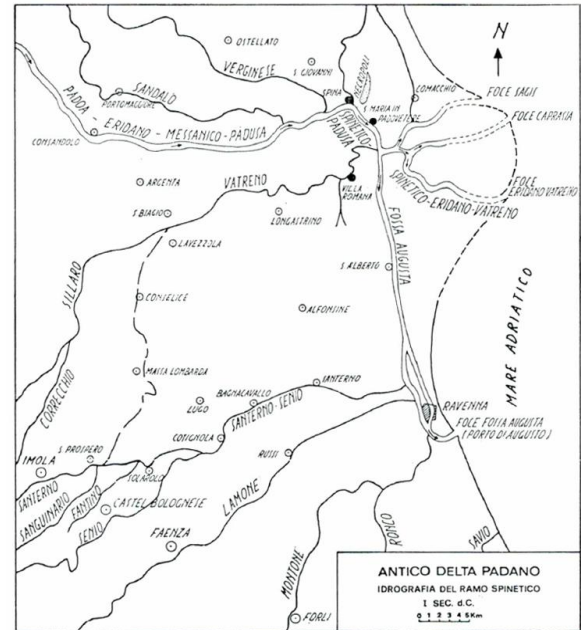 OSTELLATO
VERGINESE
S. GIOVANNI
N
SANDALO
PORTOMAGGIORE
SPINA
NECROPOLI
COMACCHIO
FOCE SAGIS
S. MARIA IN
PADOVETERE
FOCE CAPRASIA
PADOA - ERIDANO - MESSANICO - PADUSA
CONSANDOLO
SPINETICO
PADUSA
ARGENTA
VATRENO
VILLA
ROMANA
SPINETICO-ERIDANO-VATRENO
FOCE
ERIDANO VATRENO
S. BIAGIO
LONGASTRINO
LAVEZZOLA
FOSSA AUGUSTA
SILLARO
S. ALBERTO
CONSELICE
ALFONSINE
MARE ADRIATICO
CORRECCHIO
MASSA LOMBARDA
SANTERNO
BAGNACAVALLO
LUGO
SANTERNO-SENIO
RAVENNA
COTIGNOLA
FOCE FOSSA AUGUSTA
(PORTO DI AUGUSTO)
S. PROSPERO
RUSSI
IMOLA
SOLAROLO
SANTERNO
SANGUINARIO
FANTINO
SENIO
CASTEL BOLOGNESE
LAMONE
FAENZA
RONCO
SAVIO
MONTONE
FORLI
ANTICO DELTA PADANO
IDROGRAFIA DEL RAMO SPINETICO
I SEC. d.C.
0 1 2 3 4 5 Km